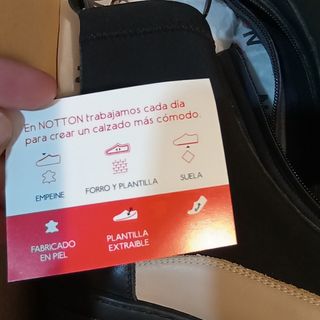 En NOTTON trabajamos cada día
para crear un calzado más cómodo.
EMPEINE
FORRO Y PLANTILLA
SUELA
FABRICADO
EN PIEL
PLANTILLA
EXTRAIBLE